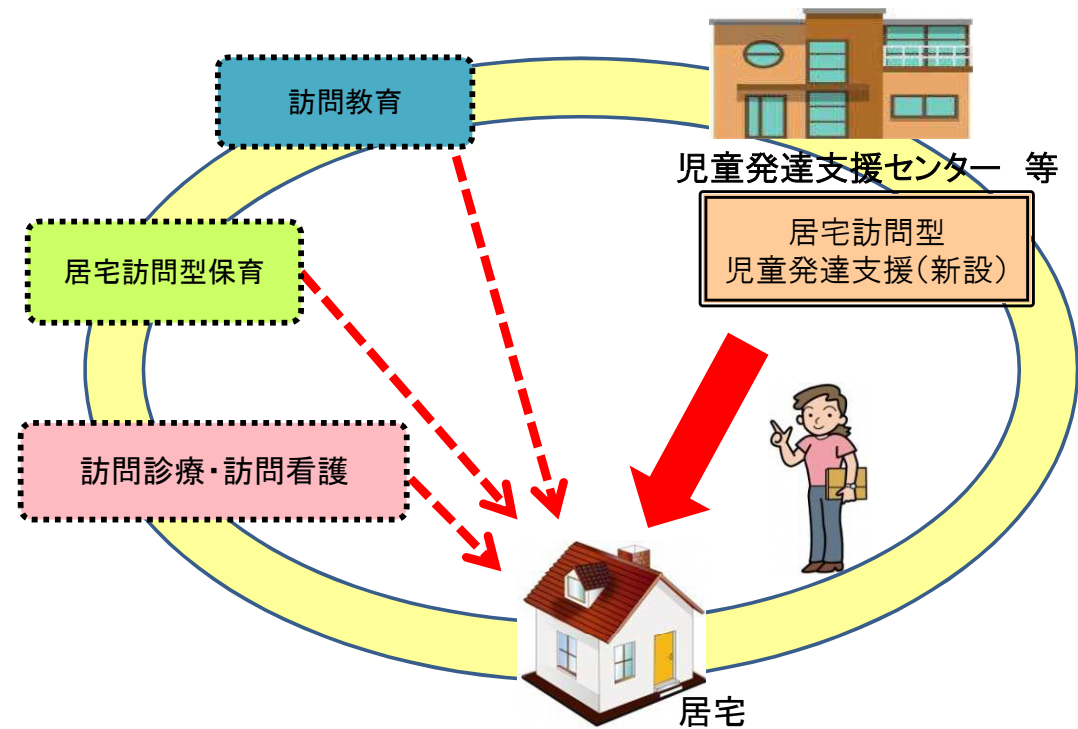 訪問教育
児童発達支援センター 等
居宅訪問型
児童発達支援(新設)
居宅訪問型保育
訪問診療・訪問看護
居宅